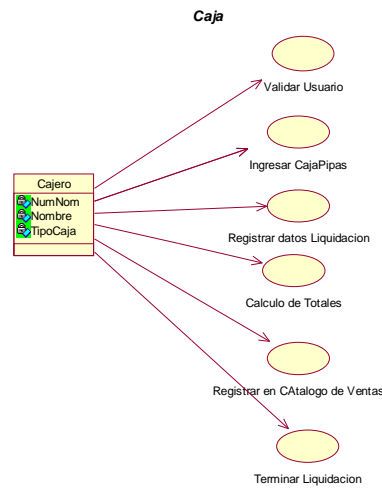 Caja
Validar Usuario
Ingresar CajaPipas
Cajero
NumNom
Nombre
TipoCaja
Registrar datos Liquidacion
Calculo de Totales
Registrar en CAtalogo de Ventas
Terminar Liquidacion